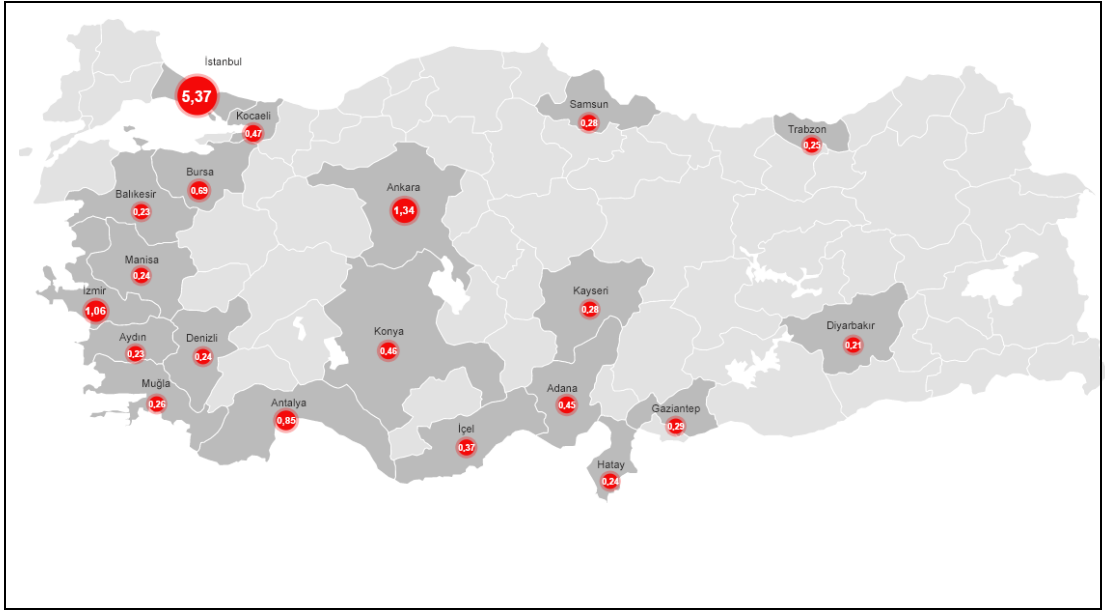 İstanbul
5,37
Kocaeli
0,47
Samsun
0,28
Trabzon
0,25
Bursa
0,69
Ankara
1,34
Balıkesir
0,23
Manisa
0,24
İzmir
1,06
Kayseri
0,28
Diyarbakır
0,21
Aydın
0,23
Denizli
0,24
Konya
0,46
Muğla
0,26
Antalya
0,85
Adana
0,45
Gaziantep
0,29
İçel
0,37
Hatay
0,24